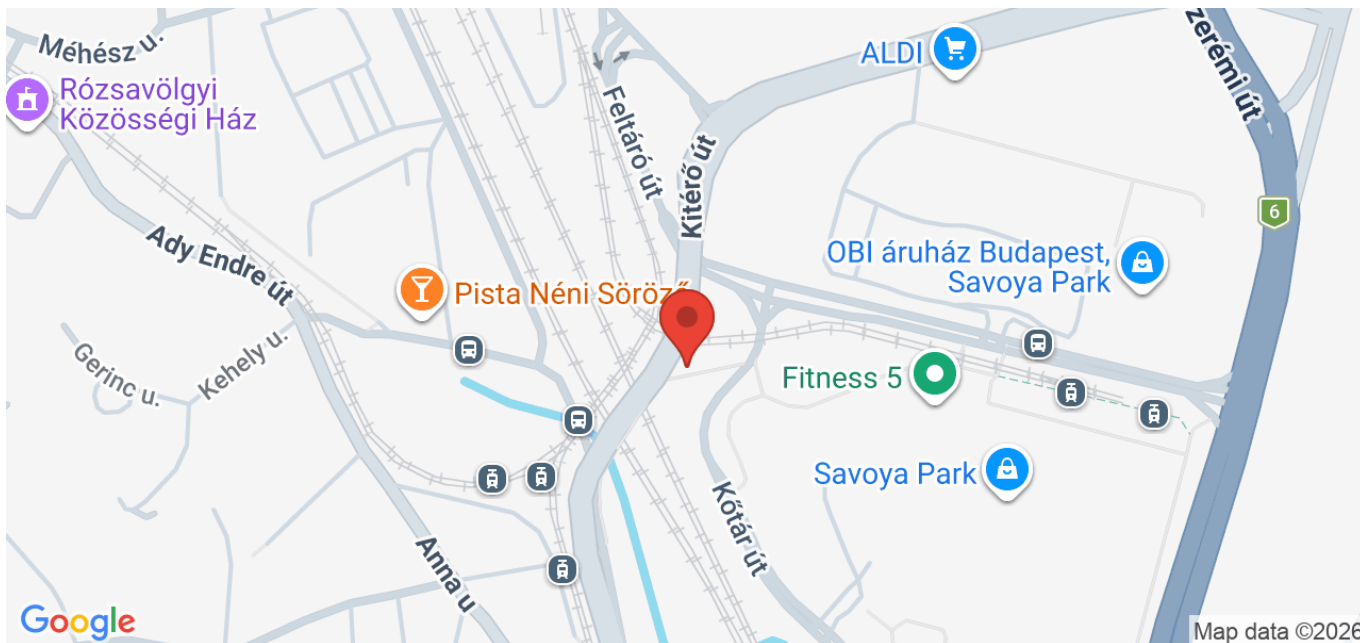 Méhész u.
Rózsavölgyi
Közösségi Ház
Ady Endre út
Gerinc u.
Kehely u.
Pista Néni Söröző
Feltáró út
Kitérő út
ALDI
zerémi út
6
OBI áruház Budapest,
Savoya Park
Fitness 5
Savoya Park
Kőtár út
Anna u
Google
Map data ©2026